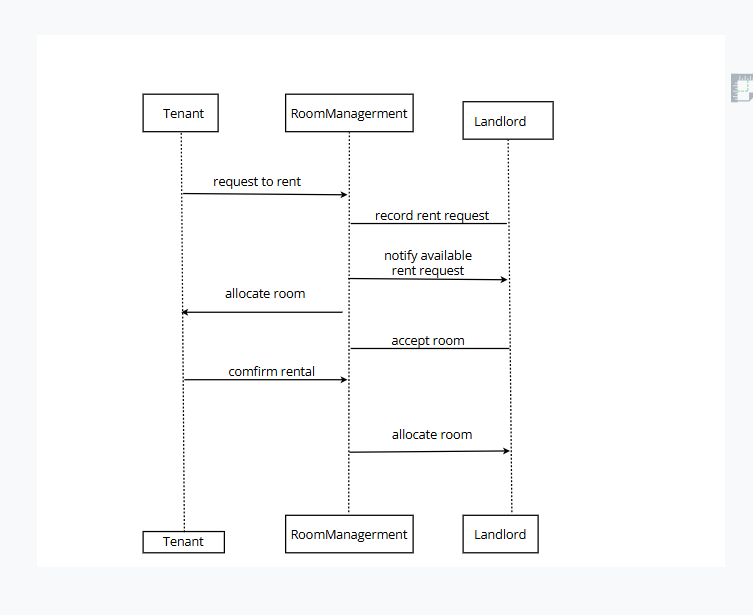 Tenant
RoomManagerment
Landlord
request to rent
record rent request
notify available
rent request
allocate room
accept room
comfirm rental
allocate room
Tenant
RoomManagerment
Landlord